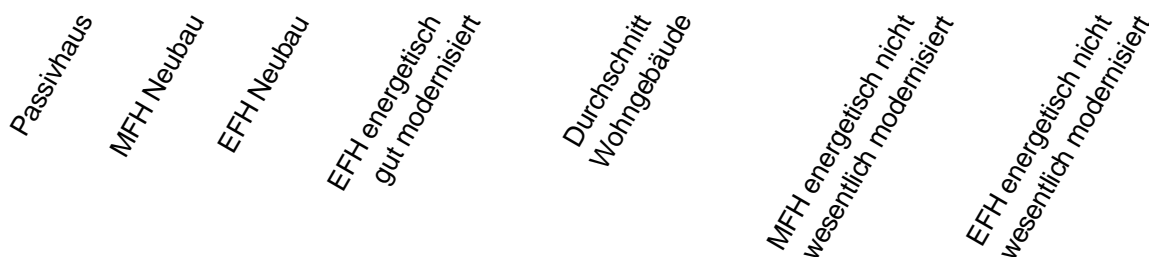 Passivhaus
MFH Neubau
EFH Neubau
EFH energetisch
gut modernisiert
Durchschnitt
Wohngebäude
MFH energetisch nicht
wesentlich modernisiert
EFH energetisch nicht
wesentlich modernisiert